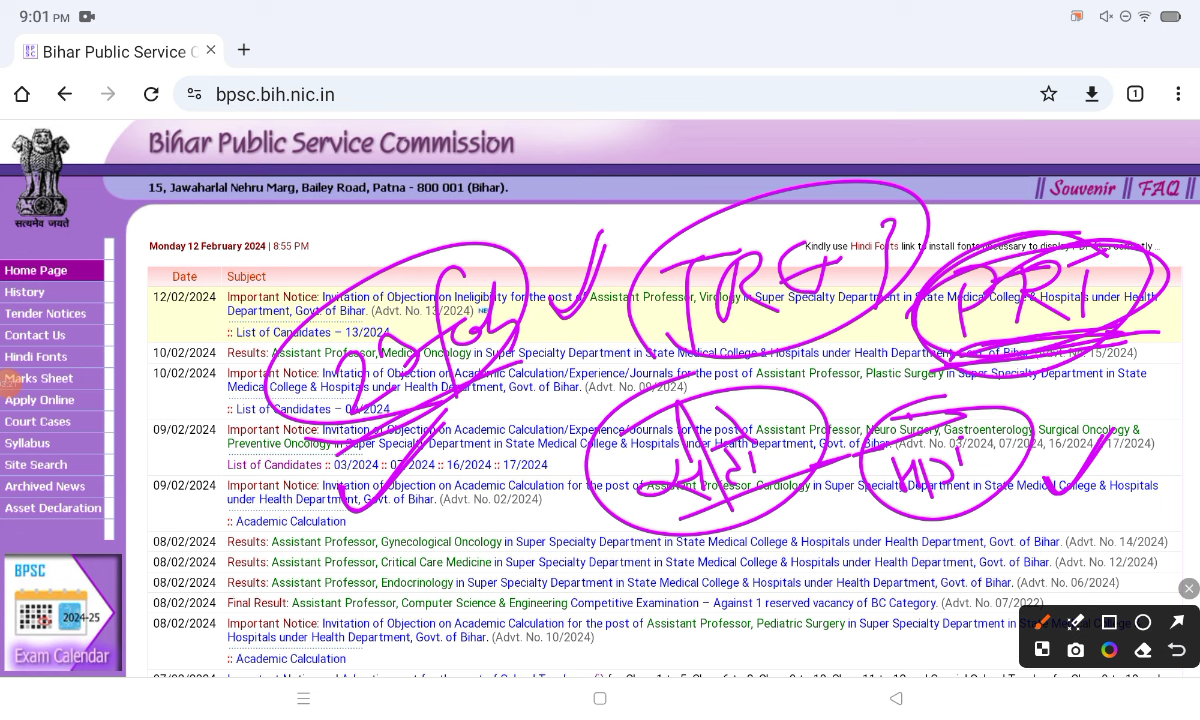 9:01 PM
Bihar Public Service C
bpsc.bih.nic.in
1
Bihar Public Service Commission
15, Jawaharlal Nehru Marg, Bailey Road, Patna - 800 001 (Bihar).
|| Souvenir || FAQ ||
सत्यमेव जयते
Monday 12 February 2024 | 8:55 PM
Kindly use Hindi Fonts link to install fonts necessary to display PDF files correctly ...
Home Page
History
Tender Notices
Contact Us
Hindi Fonts
Marks Sheet
Apply Online
Court Cases
Syllabus
Site Search
Archived News
Asset Declaration
BPSC
2024-25
Exam Calendar
Date Subject
12/02/2024 Important Notice: Invitation of Objection on Ineligibility for the post of Assistant Professor, Virology in Super Specialty Department in State Medical College & Hospitals under Health
Department, Govt. of Bihar. (Advt. No. 13/2024)
:: List of Candidates – 13/2024
10/02/2024 Results: Assistant Professor, Medical Oncology in Super Specialty Department in State Medical College & Hospitals under Health Department, Govt. of Bihar. (Advt. No. 15/2024)
10/02/2024 Important Notice: Invitation of Objection on Academic Calculation/Experience/Journals for the post of Assistant Professor, Plastic Surgery in Super Specialty Department in State
Medical College & Hospitals under Health Department, Govt. of Bihar. (Advt. No. 09/2024)
:: List of Candidates – 09/2024
09/02/2024 Important Notice: Invitation of Objection on Academic Calculation/Experience/Journals for the post of Assistant Professor, Neuro Surgery, Gastroenterology, Surgical Oncology &
Preventive Oncology in Super Specialty Department in State Medical College & Hospitals under Health Department, Govt. of Bihar. (Advt. No. 03/2024, 07/2024, 16/2024 & 17/2024)
List of Candidates :: 03/2024 :: 07/2024 :: 16/2024 :: 17/2024
09/02/2024 Important Notice: Invitation of Objection on Academic Calculation for the post of Assistant Professor, Cardiology in Super Specialty Department in State Medical College & Hospitals
under Health Department, Govt. of Bihar. (Advt. No. 02/2024)
:: Academic Calculation
08/02/2024 Results: Assistant Professor, Gynecological Oncology in Super Specialty Department in State Medical College & Hospitals under Health Department, Govt. of Bihar. (Advt. No. 14/2024)
08/02/2024 Results: Assistant Professor, Critical Care Medicine in Super Specialty Department in State Medical College & Hospitals under Health Department, Govt. of Bihar. (Advt. No. 12/2024)
08/02/2024 Results: Assistant Professor, Endocrinology in Super Specialty Department in State Medical College & Hospitals under Health Department, Govt. of Bihar. (Advt. No. 06/2024)
08/02/2024 Final Result: Assistant Professor, Computer Science & Engineering Competitive Examination – Against 1 reserved vacancy of BC Category. (Advt. No. 07/2022)
08/02/2024 Important Notice: Invitation of Objection on Academic Calculation for the post of Assistant Professor, Pediatric Surgery in Super Specialty Department in State Medical College &
Hospitals under Health Department, Govt. of Bihar. (Advt. No. 10/2024)
:: Academic Calculation
PRT